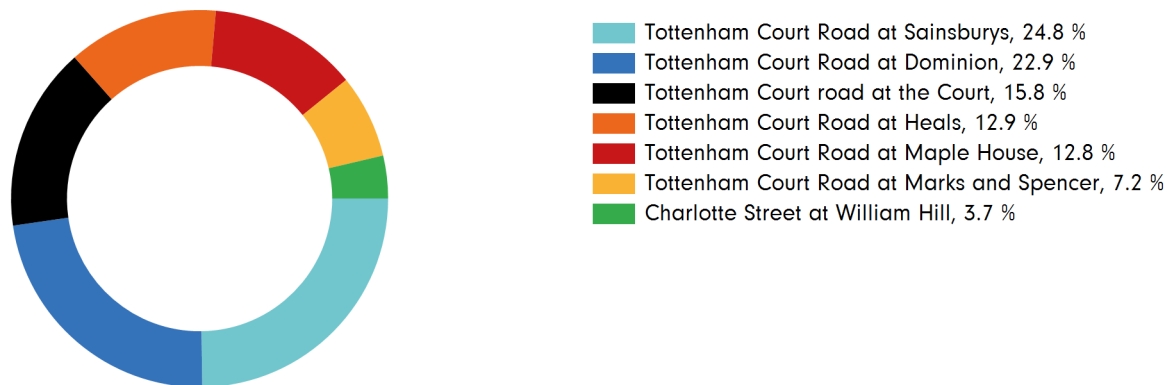 Tottenham Court Road at Sainsburys, 24.8 %
Tottenham Court Road at Dominion, 22.9 %
Tottenham Court road at the Court, 15.8 %
Tottenham Court Road at Heals, 12.9 %
Tottenham Court Road at Maple House, 12.8 %
Tottenham Court Road at Marks and Spencer, 7.2 %
Charlotte Street at William Hill, 3.7 %